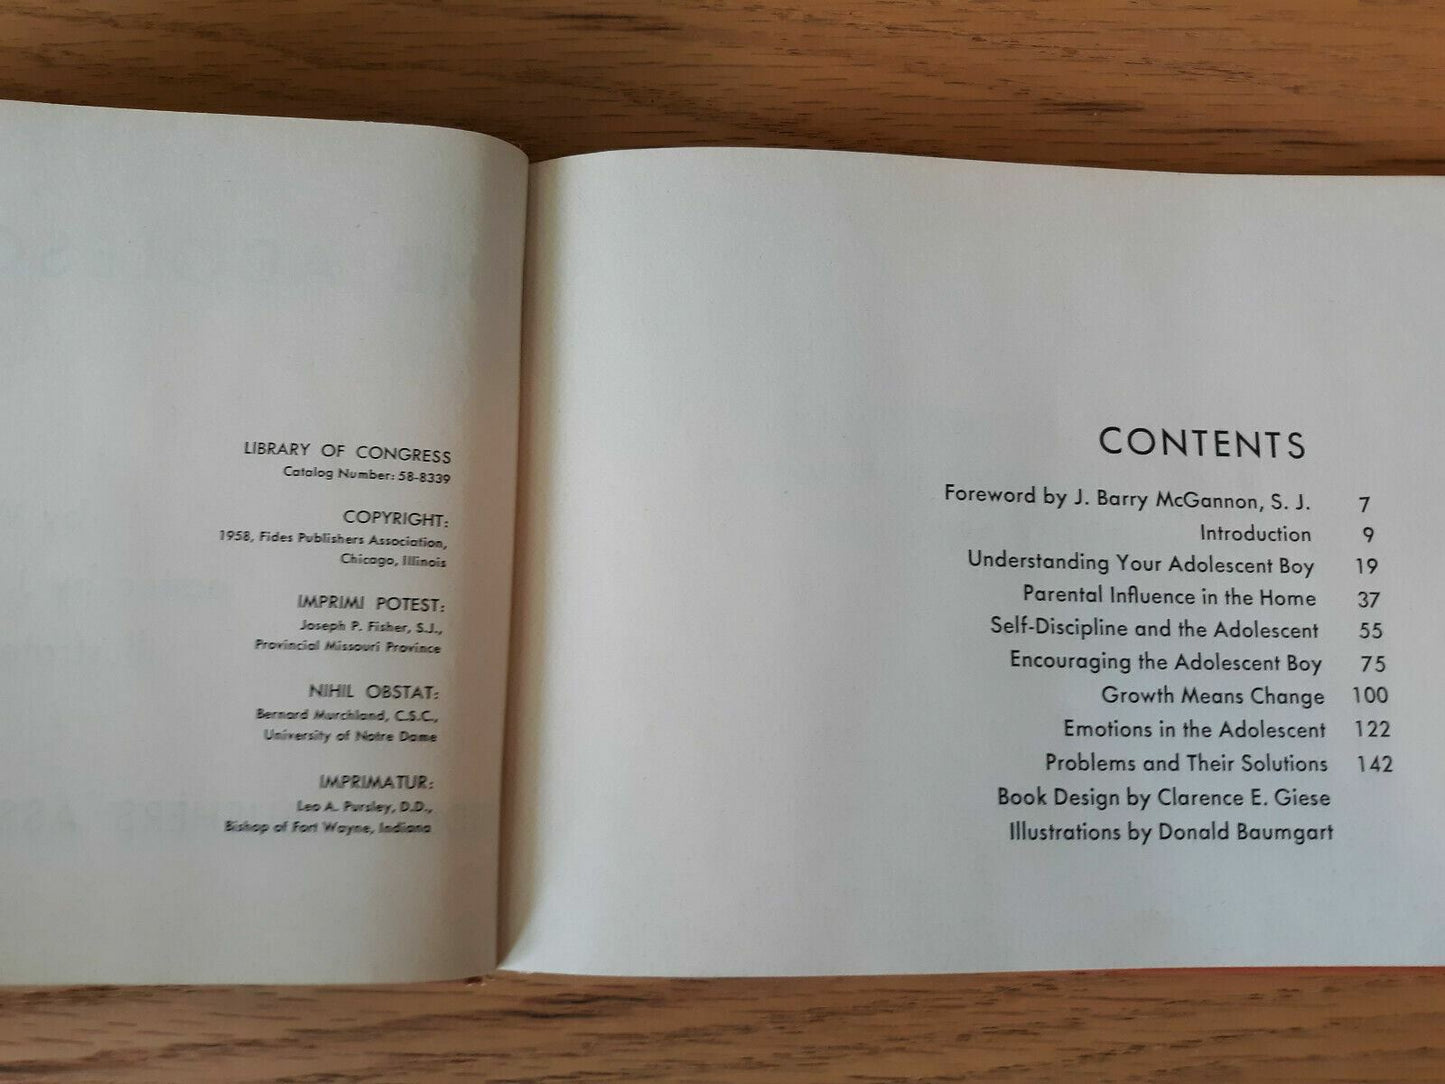 LIBRARY OF CONGRESS
Catalog Number: 58-8339
COPYRIGHT:
1958, Fides Publishers Association,
Chicago, Illinois
IMPRIMI POTEST:
Joseph P. Fisher, S.J.,
Provincial Missouri Province
NIHIL OBSTAT:
Bernard Murchland, C.S.C.,
University of Notre Dame
IMPRIMATUR:
Leo A. Pursley, D.D.,
Bishop of Fort Wayne, Indiana
CONTENTS
Foreword by J. Barry McGannon, S. J. 7
Introduction 9
Understanding Your Adolescent Boy 19
Parental Influence in the Home 37
Self-Discipline and the Adolescent 55
Encouraging the Adolescent Boy 75
Growth Means Change 100
Emotions in the Adolescent 122
Problems and Their Solutions 142
Book Design by Clarence E. Giese
Illustrations by Donald Baumgart